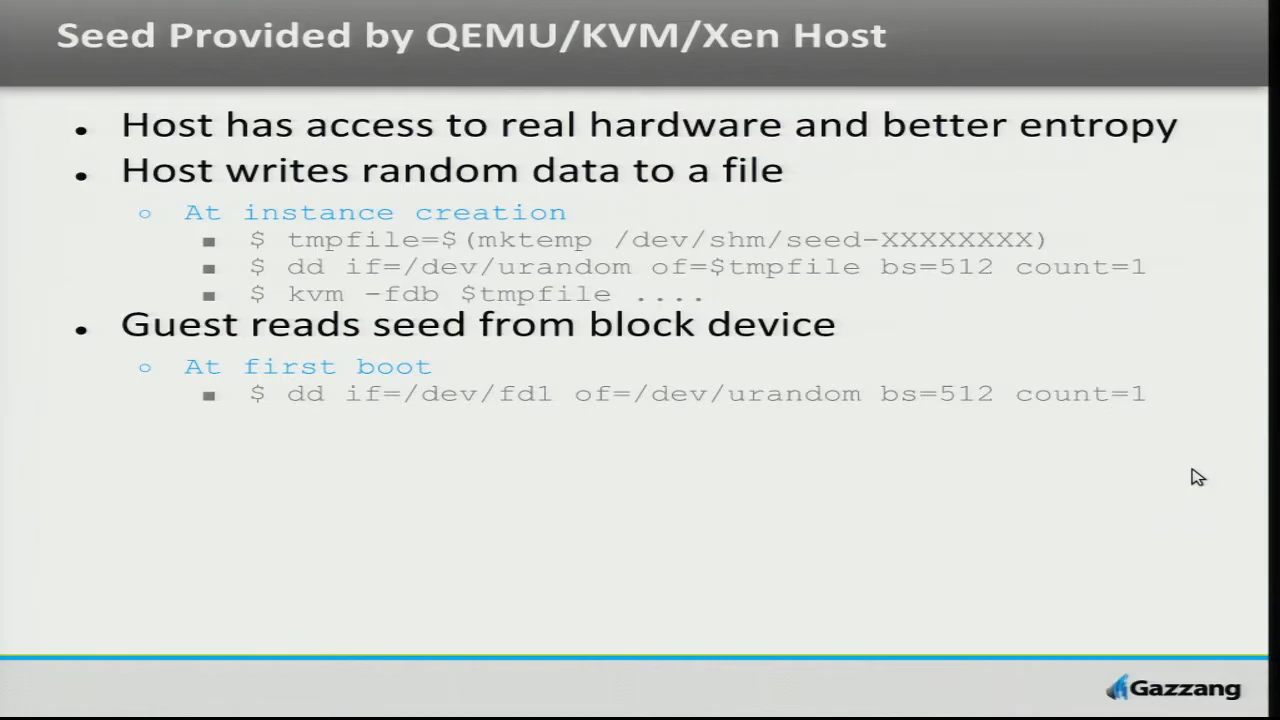 Seed Provided by QEMU/KVM/Xen Host
Host has access to real hardware and better entropy
Host writes random data to a file
At instance creation
$ tmpfile=$(mktemp /dev/shm/seed-XXXXXXXX)
$ dd if=/dev/urandom of=$tmpfile bs=512 count=1
$ kvm -fdb $tmpfile ....
Guest reads seed from block device
At first boot
$ dd if=/dev/fd1 of=/dev/urandom bs=512 count=1
Gazzang